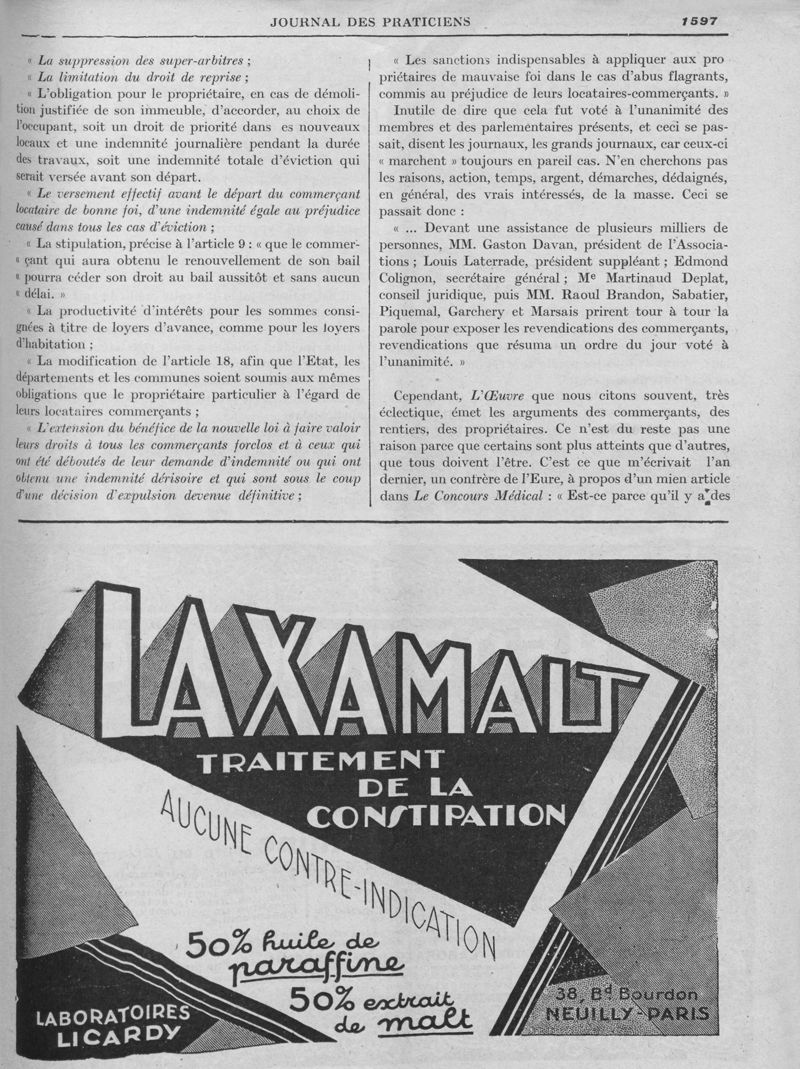 JOURNAL DES PRATICIENS 1597
« La suppression des super-arbitres ;
« La limitation du droit de reprise ;
« L'obligation pour le propriétaire, en cas de démoli-
tion justifiée de son immeuble, d'accorder, au choix de
l'occupant, soit un droit de priorité dans es nouveaux
locaux et une indemnité journalière pendant la durée
des travaux, soit une indemnité totale d'éviction qui
serait versée avant son départ.
« Le versement effectif avant le départ du commerçant
locataire de bonne foi, d'une indemnité égale au préjudice
causé dans tous les cas d'éviction ;
« La stipulation, précise à l'article 9 : « que le commer-
« çant qui aura obtenu le renouvellement de son bail
« pourra céder son droit au bail aussitôt et sans aucun
« délai. »
« La productivité d'intérêts pour les sommes consi-
gnées à titre de loyers d'avance, comme pour les loyers
d'habitation ;
« La modification de l'article 18, afin que l'Etat, les
départements et les communes soient soumis aux mêmes
obligations que le propriétaire particulier à l'égard de
leurs locataires commerçants ;
« L'extension du bénéfice de la nouvelle loi à faire valoir
leurs droits à tous les commerçants forclos et à ceux qui
ont été déboutés de leur demande d'indemnité ou qui ont
obtenu une indemnité dérisoire et qui sont sous le coup
d'une décision d'expulsion devenue définitive ;
« Les sanctions indispensables à appliquer aux pro
priétaires de mauvaise foi dans le cas d'abus flagrants,
commis au préjudice de leurs locataires-commerçants. »
Inutile de dire que cela fut voté à l'unanimité des
membres et des parlementaires présents, et ceci se pas-
sait, disent les journaux, les grands journaux, car ceux-ci
« marchent » toujours en pareil cas. N'en cherchons pas
les raisons, action, temps, argent, démarches, dédaignés,
en général, des vrais intéressés, de la masse. Ceci se
passait donc :
« ... Devant une assistance de plusieurs milliers de
personnes, MM. Gaston Davan, président de l'Associa-
tions ; Louis Laterrade, président suppléant ; Edmond
Colignon, secrétaire général ; Me Martinaud Deplat,
conseil juridique, puis MM. Raoul Brandon, Sabatier,
Piquemal, Garchery et Marsais prirent tour à tour la
parole pour exposer les revendications des commerçants,
revendications que résuma un ordre du jour voté à
l'unanimité. »
Cependant, L'Œuvre que nous citons souvent, très
éclectique, émet les arguments des commerçants, des
rentiers, des propriétaires. Ce n'est du reste pas une
raison parce que certains sont plus atteints que d'autres,
que tous doivent l'être. C'est ce que m'écrivait l'an
dernier, un confrère de l'Eure, à propos d'un mien article
dans Le Concours Médical : « Est-ce parce qu'il y a des
LAXAMALT
TRAITEMENT
DE LA
CONSTIPATION
AUCUNE CONTRE-INDICATION
50% huile de
paraffine
50% extrait
de malt
LABORATOIRES
LICARDY
38, Bd Bourdon
NEUILLY-PARIS